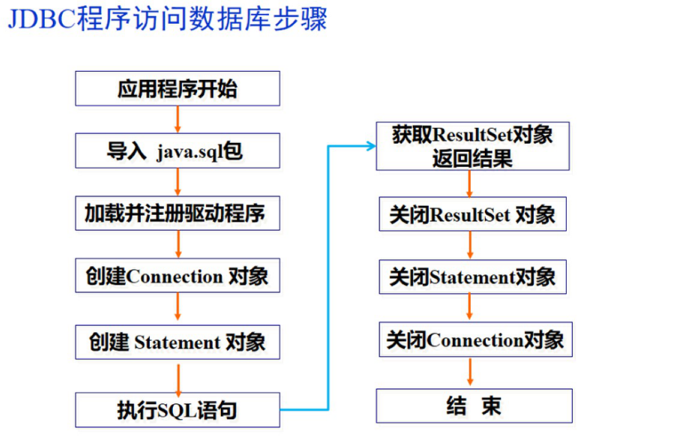 JDBC程序访问数据库步骤
应用程序开始
导入 java.sql包
加载并注册驱动程序
创建Connection 对象
创建 Statement 对象
执行SQL语句
获取ResultSet对象
返回结果
关闭ResultSet 对象
关闭Statement对象
关闭Connection对象
结 束